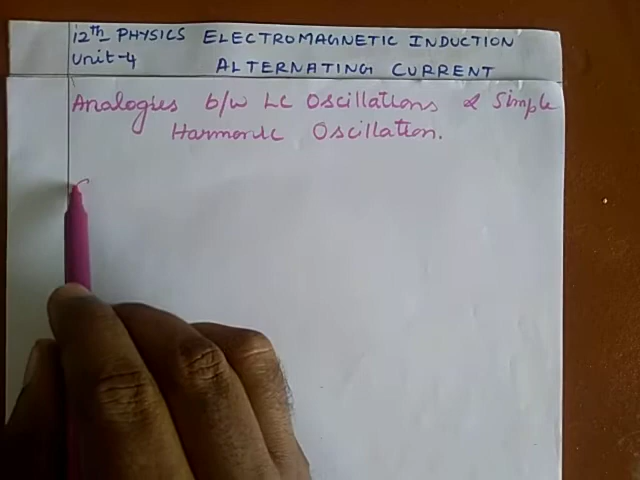 12th PHYSICS ELECTROMAGNETIC INDUCTION
Unit-4 ALTERNATING CURRENT
Analogies b/w LC Oscillations & Simple
Harmonic Oscillation.